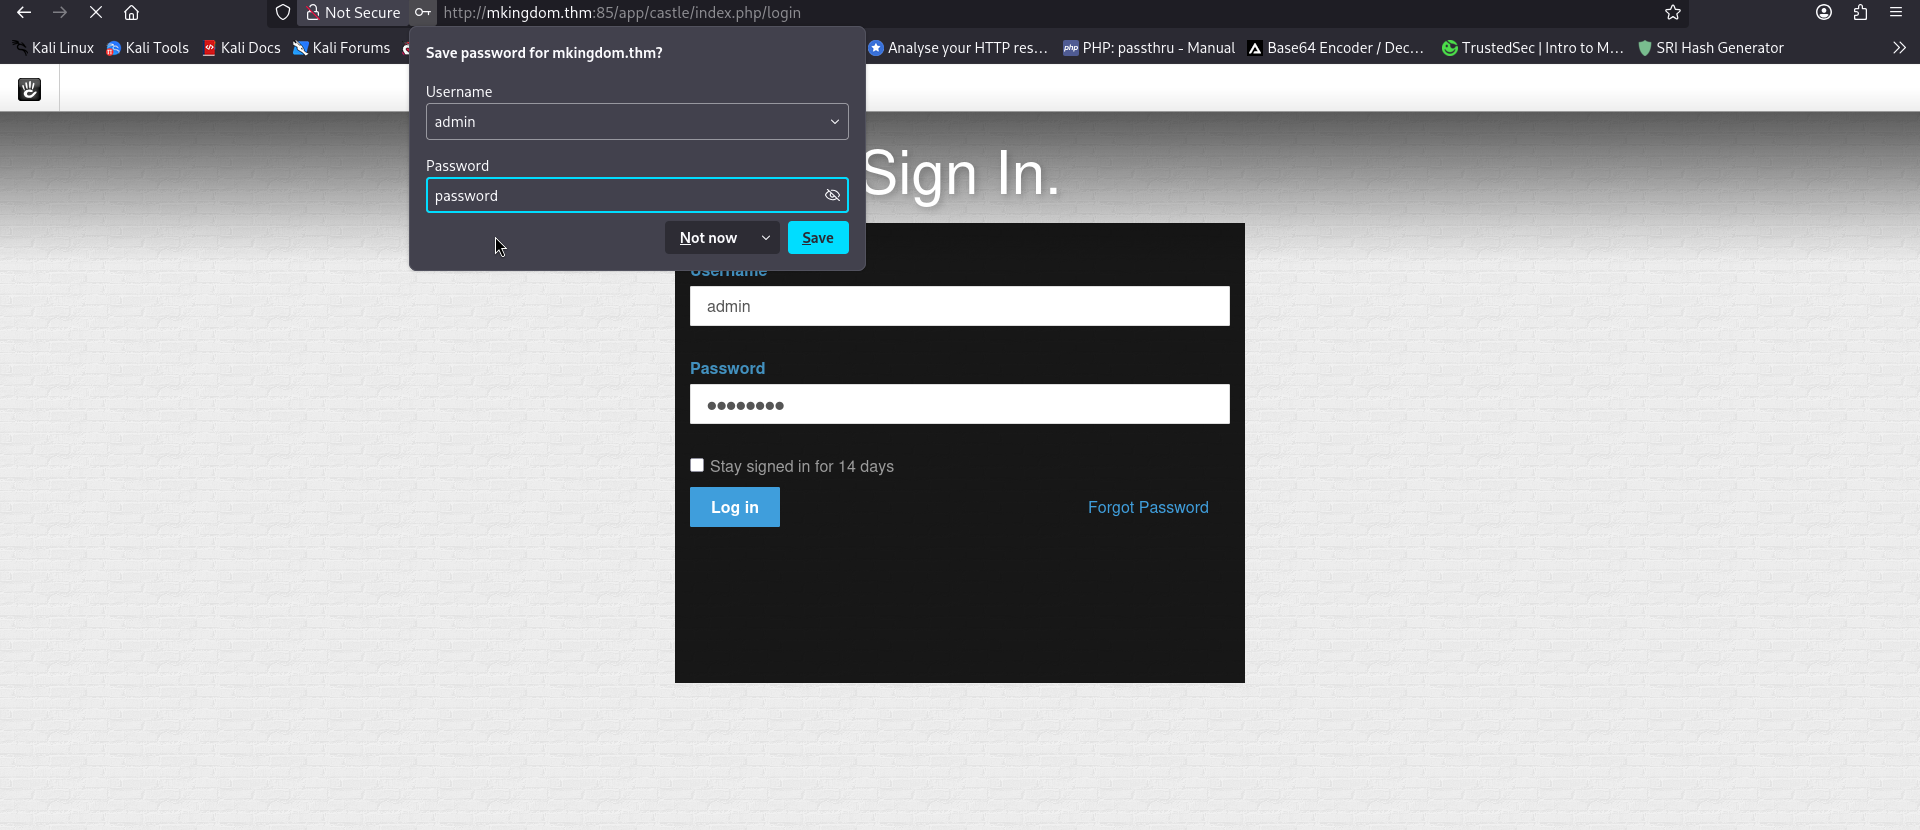 Not Secure http://mkingdom.thm:85/app/castle/index.php/login
Kali Linux Kali Tools Kali Docs Kali Forums Analyse your HTTP res… PHP: passthru - Manual Base64 Encoder / Dec… TrustedSec | Intro to M… SRI Hash Generator
Save password for mkingdom.thm?
Username
admin
Password
password
Not now Save
Sign In.
Username
admin
Password
Stay signed in for 14 days
Log in Forgot Password